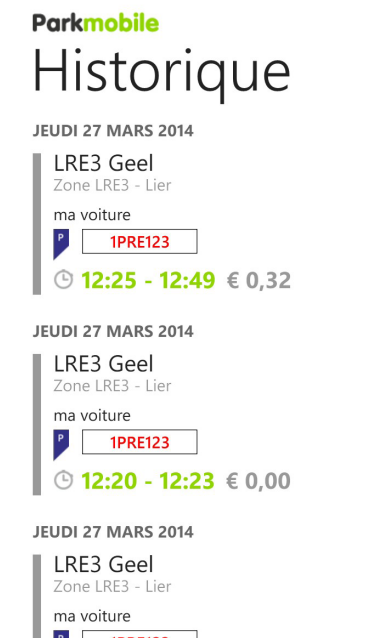 Parkmobile
Historique
JEUDI 27 MARS 2014
LRE3 Geel
Zone LRE3 - Lier
ma voiture
P
1PRE123
12:25 - 12:49 € 0,32
JEUDI 27 MARS 2014
LRE3 Geel
Zone LRE3 - Lier
ma voiture
P
1PRE123
12:20 - 12:23 € 0,00
JEUDI 27 MARS 2014
LRE3 Geel
Zone LRE3 - Lier
ma voiture
P